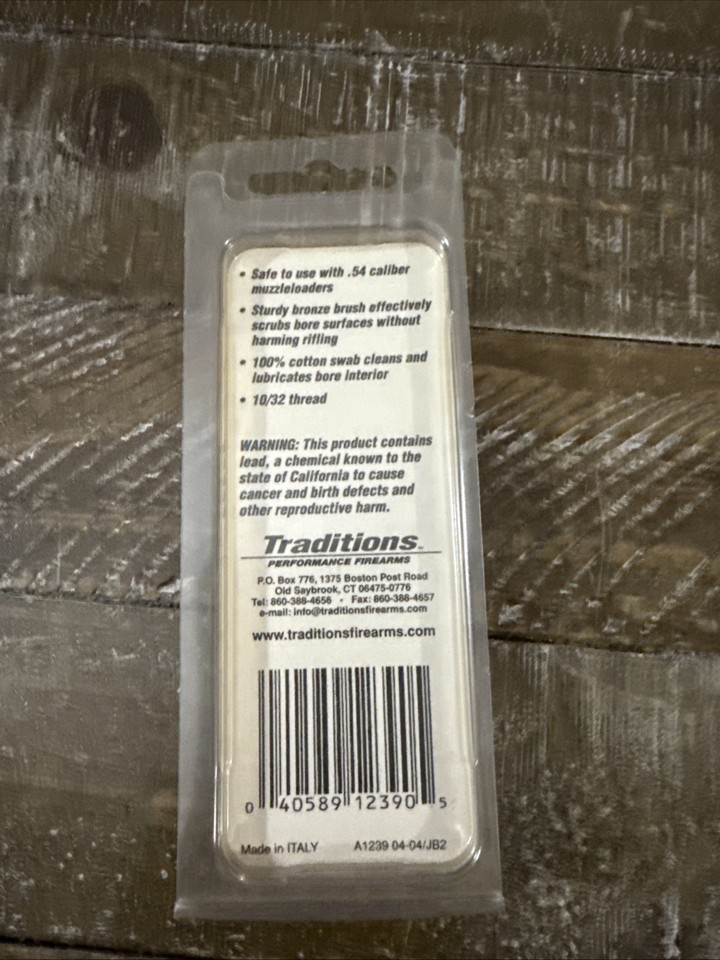 • Safe to use with .54 caliber
muzzleloaders
• Sturdy bronze brush effectively
scrubs bore surfaces without
harming rifling
• 100% cotton swab cleans and
lubricates bore interior
• 10/32 thread
WARNING: This product contains
lead, a chemical known to the
state of California to cause
cancer and birth defects and
other reproductive harm.
Traditions™
PERFORMANCE FIREARMS
P.O. Box 776, 1375 Boston Post Road
Old Saybrook, CT 06475-0776
Tel: 860-388-4656 • Fax: 860-388-4657
e-mail: info@traditionsfirearms.com
www.traditionsfirearms.com
0 40589 12390 5
Made in ITALY A1239 04-04/JB2